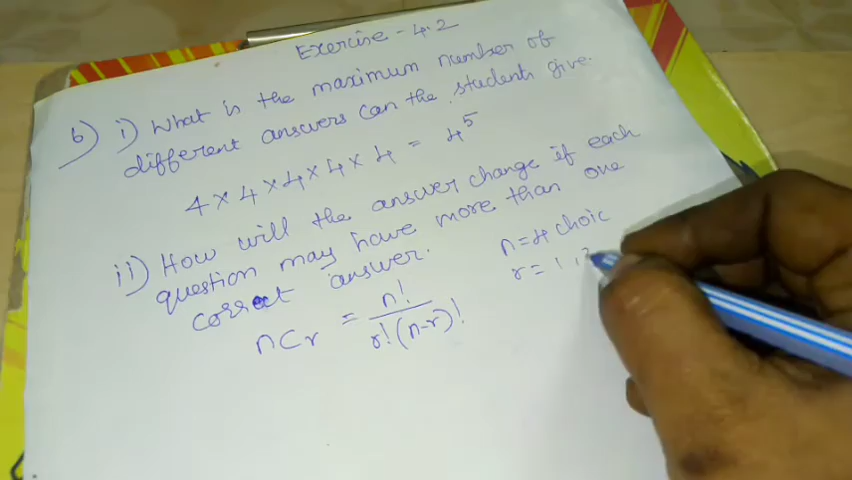 Exercise - 4.2
6) i) What is the maximum number of
different answers can the students give.
4 × 4 × 4 × 4 × 4 = 4⁵
ii) How will the answer change if each
question may have more than one
correct answer.
n = 4 choic
r = 1,
nCr = n! / r!(n-r)!